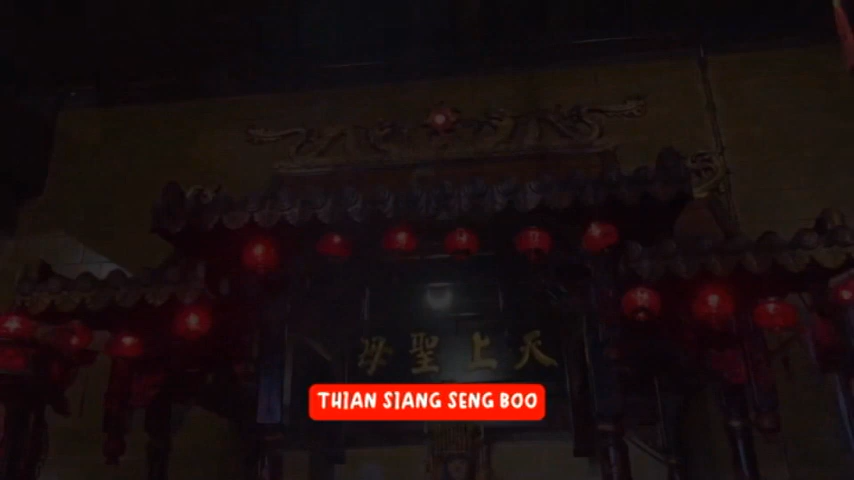 天上聖母
THIAN SIANG SENG BOO